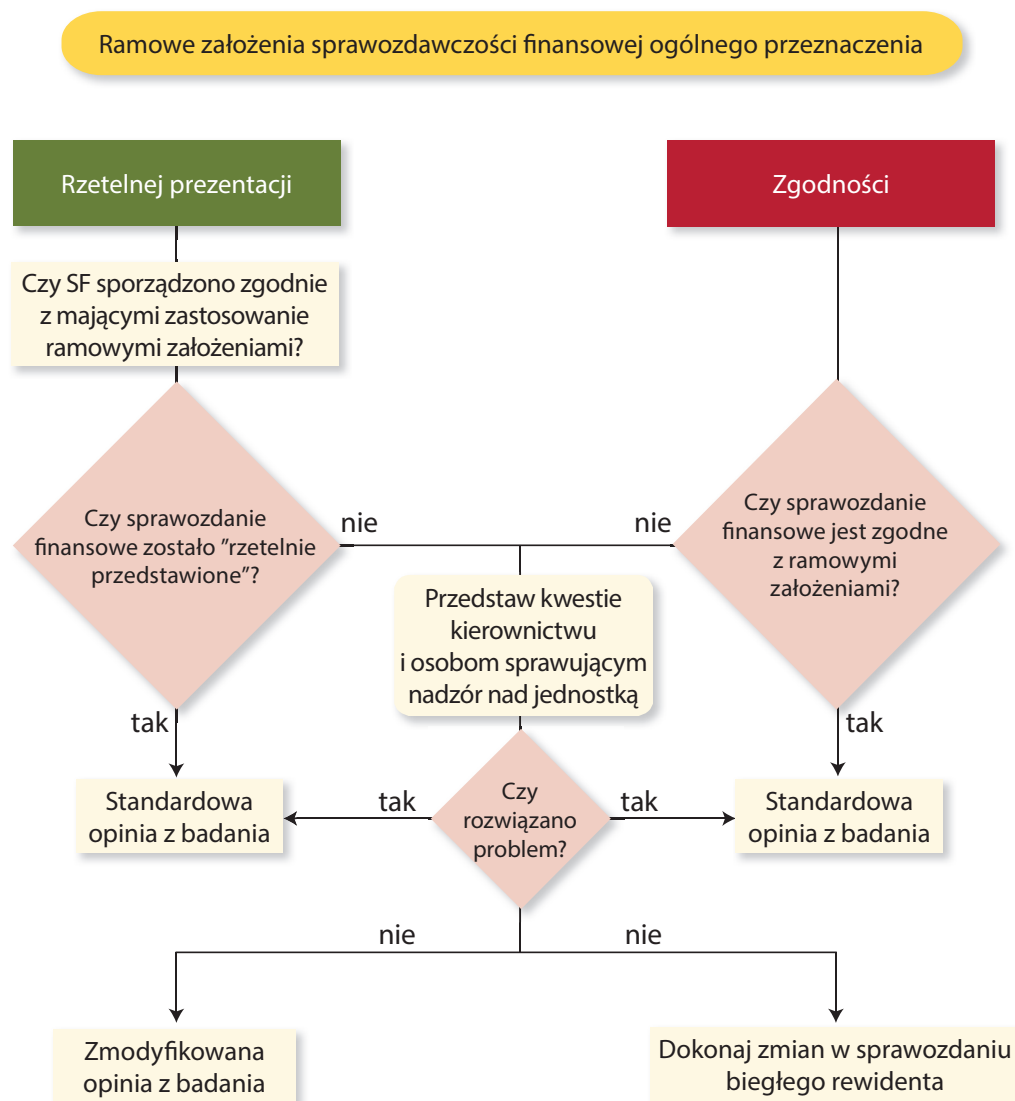 Ramowe założenia sprawozdawczości finansowej ogólnego przeznaczenia
Rzetelnej prezentacji
Zgodności
Czy SF sporządzono zgodnie
z mającymi zastosowanie
ramowymi założeniami?
Czy sprawozdanie
finansowe zostało "rzetelnie
przedstawione"?
nie
nie
Czy sprawozdanie
finansowe jest zgodne
z ramowymi
założeniami?
Przedstaw kwestie
kierownictwu
i osobom sprawującym
nadzór nad jednostką
tak
tak
Standardowa
opinia z badania
tak
Czy
rozwiązano
problem?
tak
Standardowa
opinia z badania
nie
nie
Zmodyfikowana
opinia z badania
Dokonaj zmian w sprawozdaniu
biegłego rewidenta